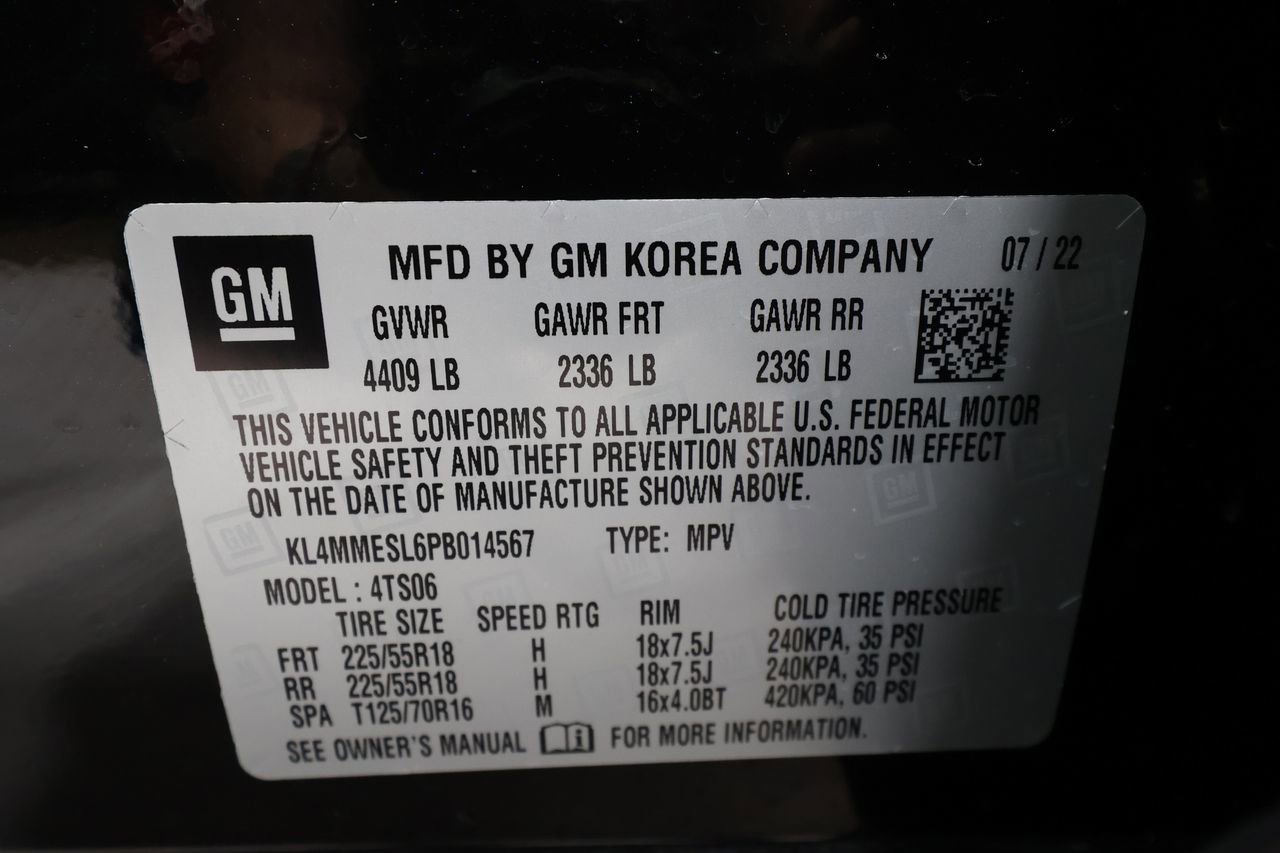 GM
MFD BY GM KOREA COMPANY 07 / 22
GVWR GAWR FRT GAWR RR
4409 LB 2336 LB 2336 LB
THIS VEHICLE CONFORMS TO ALL APPLICABLE U.S. FEDERAL MOTOR
VEHICLE SAFETY AND THEFT PREVENTION STANDARDS IN EFFECT
ON THE DATE OF MANUFACTURE SHOWN ABOVE.
KL4MMESL6PB014567 TYPE: MPV
MODEL : 4TS06
TIRE SIZE SPEED RTG RIM COLD TIRE PRESSURE
FRT 225/55R18 H 18x7.5J 240KPA, 35 PSI
RR 225/55R18 H 18x7.5J 240KPA, 35 PSI
SPA T125/70R16 M 16x4.0BT 420KPA, 60 PSI
SEE OWNER'S MANUAL i FOR MORE INFORMATION.